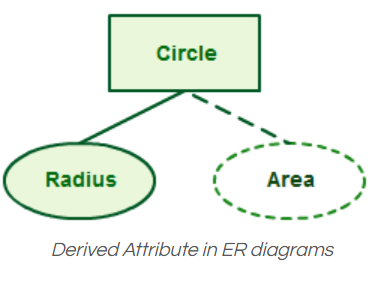 Circle
Radius
Area
Derived Attribute in ER diagrams